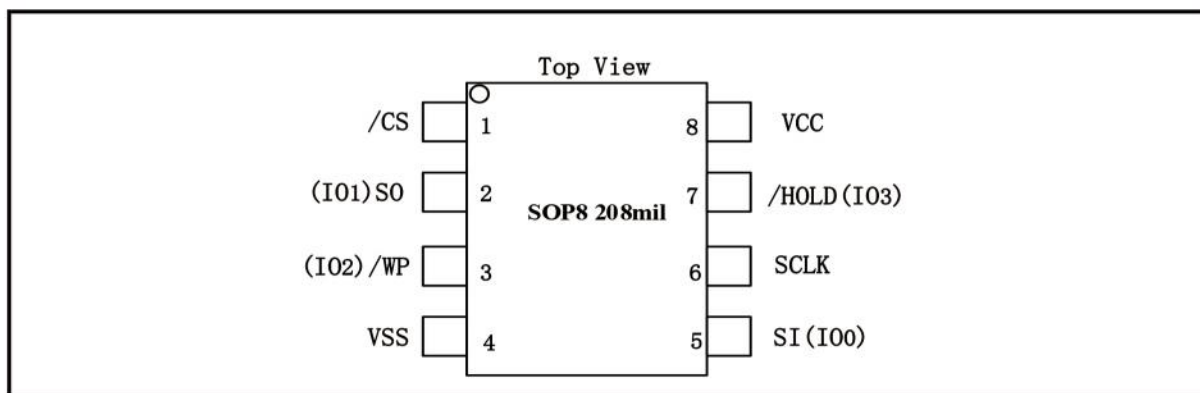 Top View
/CS 1 8 VCC
(IO1)SO 2 7 /HOLD(IO3)
SOP8 208mil
(IO2)/WP 3 6 SCLK
VSS 4 5 SI(IO0)